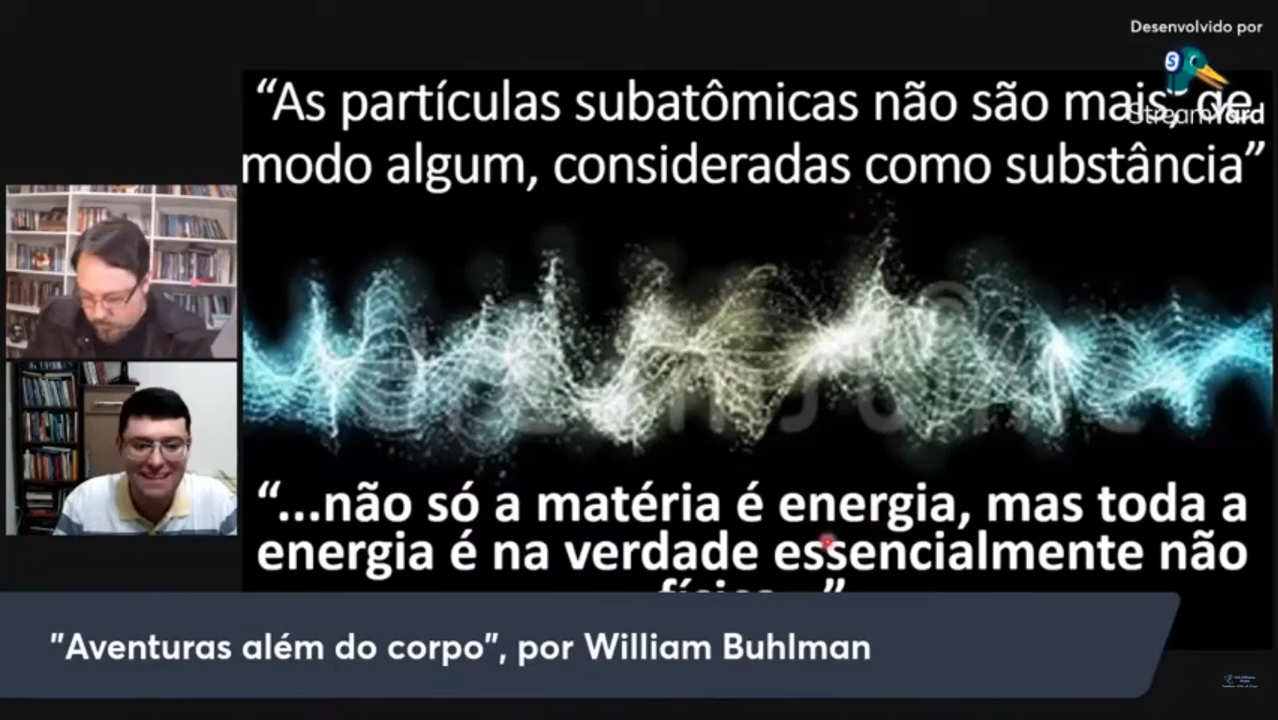 Desenvolvido por
StreamYard
“As partículas subatômicas não são mais, de
modo algum, consideradas como substância”
“...não só a matéria é energia, mas toda a
energia é na verdade essencialmente não
"Aventuras além do corpo", por William Buhlman